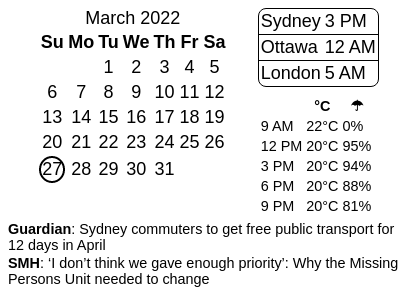 March 2022
Su Mo Tu We Th Fr Sa
1 2 3 4 5
6 7 8 9 10 11 12
13 14 15 16 17 18 19
20 21 22 23 24 25 26
27 28 29 30 31
Sydney 3 PM
Ottawa 12 AM
London 5 AM
°C ☂
9 AM 22°C 0%
12 PM 20°C 95%
3 PM 20°C 94%
6 PM 20°C 88%
9 PM 20°C 81%
Guardian: Sydney commuters to get free public transport for
12 days in April
SMH: ‘I don’t think we gave enough priority’: Why the Missing
Persons Unit needed to change